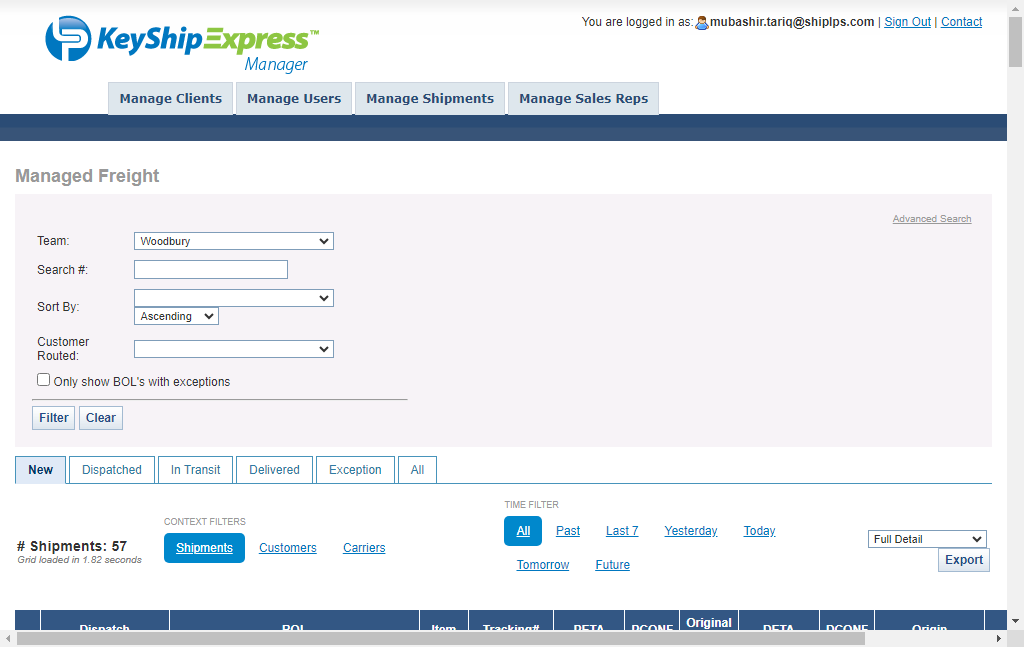 You are logged in as: mubashir.tariq@shiplps.com | Sign Out | Contact
KeyShipExpress™
Manager
Manage Clients Manage Users Manage Shipments Manage Sales Reps
Managed Freight
Advanced Search
Team: Woodbury
Search #:
Sort By:
Ascending
Customer
Routed:
Only show BOL's with exceptions
Filter Clear
New Dispatched In Transit Delivered Exception All
TIME FILTER
CONTEXT FILTERS
All Past Last 7 Yesterday Today
# Shipments: 57
Shipments Customers Carriers
Full Detail
Grid loaded in 1.82 seconds
Export
Tomorrow Future
Original
Dispatch BOL Item Tracking# PETA PCONF DETA DCONF Origin